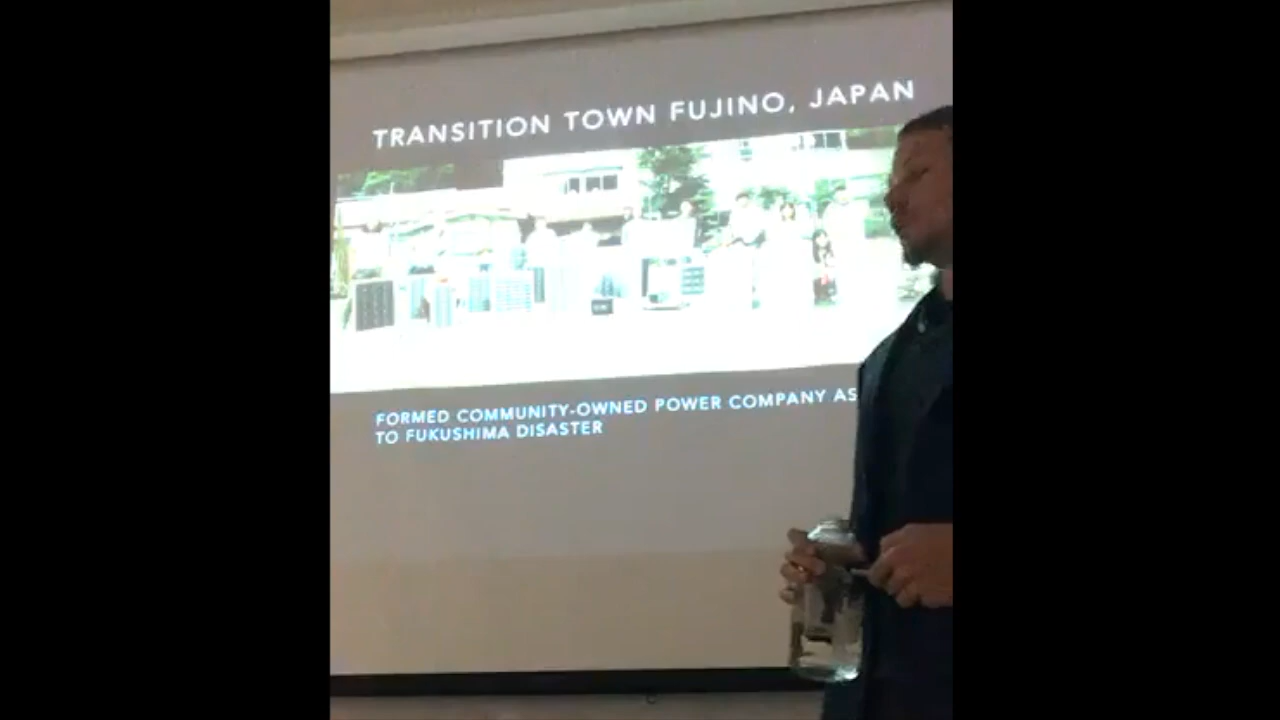 TRANSITION TOWN FUJINO, JAPAN
FORMED COMMUNITY-OWNED POWER COMPANY AS
TO FUKUSHIMA DISASTER